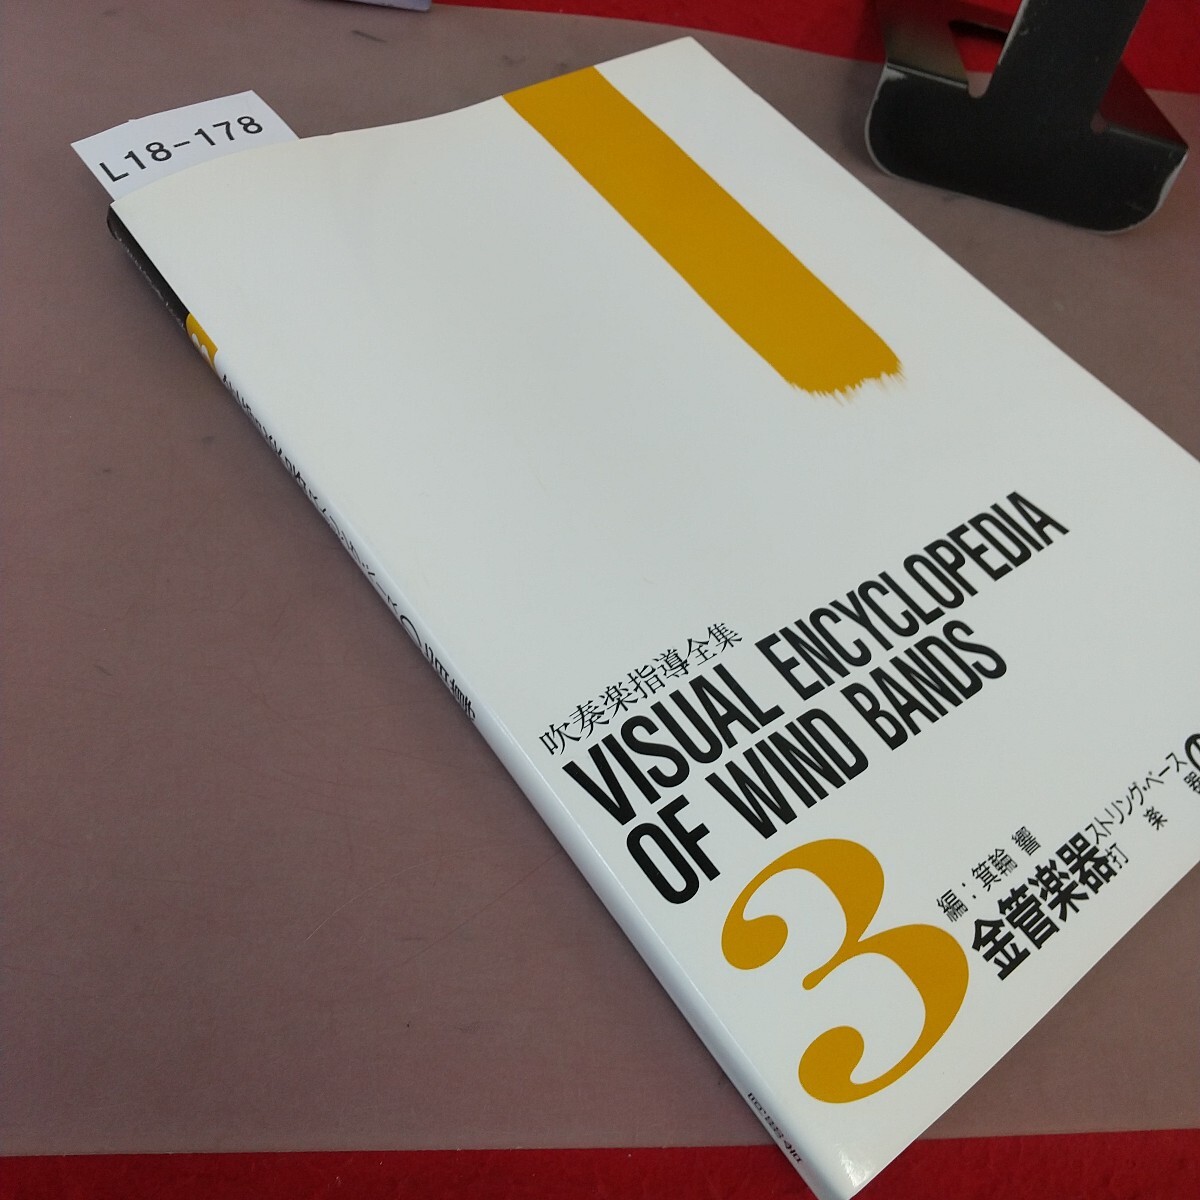 L18-178
吹奏楽指導全集
VISUAL ENCYCLOPEDIA
OF WIND BANDS
3
編:箕輪 響
金管楽器
ストリング・ベース
打楽器